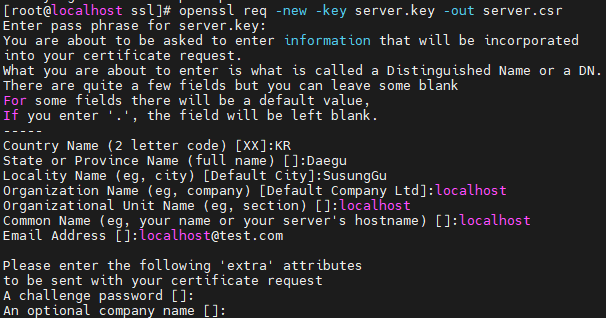 [root@localhost ssl]# openssl req -new -key server.key -out server.csr
Enter pass phrase for server.key:
You are about to be asked to enter information that will be incorporated
into your certificate request.
What you are about to enter is what is called a Distinguished Name or a DN.
There are quite a few fields but you can leave some blank
For some fields there will be a default value,
If you enter '.', the field will be left blank.
-----
Country Name (2 letter code) [XX]:KR
State or Province Name (full name) []:Daegu
Locality Name (eg, city) [Default City]:SusungGu
Organization Name (eg, company) [Default Company Ltd]:localhost
Organizational Unit Name (eg, section) []:localhost
Common Name (eg, your name or your server's hostname) []:localhost
Email Address []:localhost@test.com
Please enter the following 'extra' attributes
to be sent with your certificate request
A challenge password []:
An optional company name []: